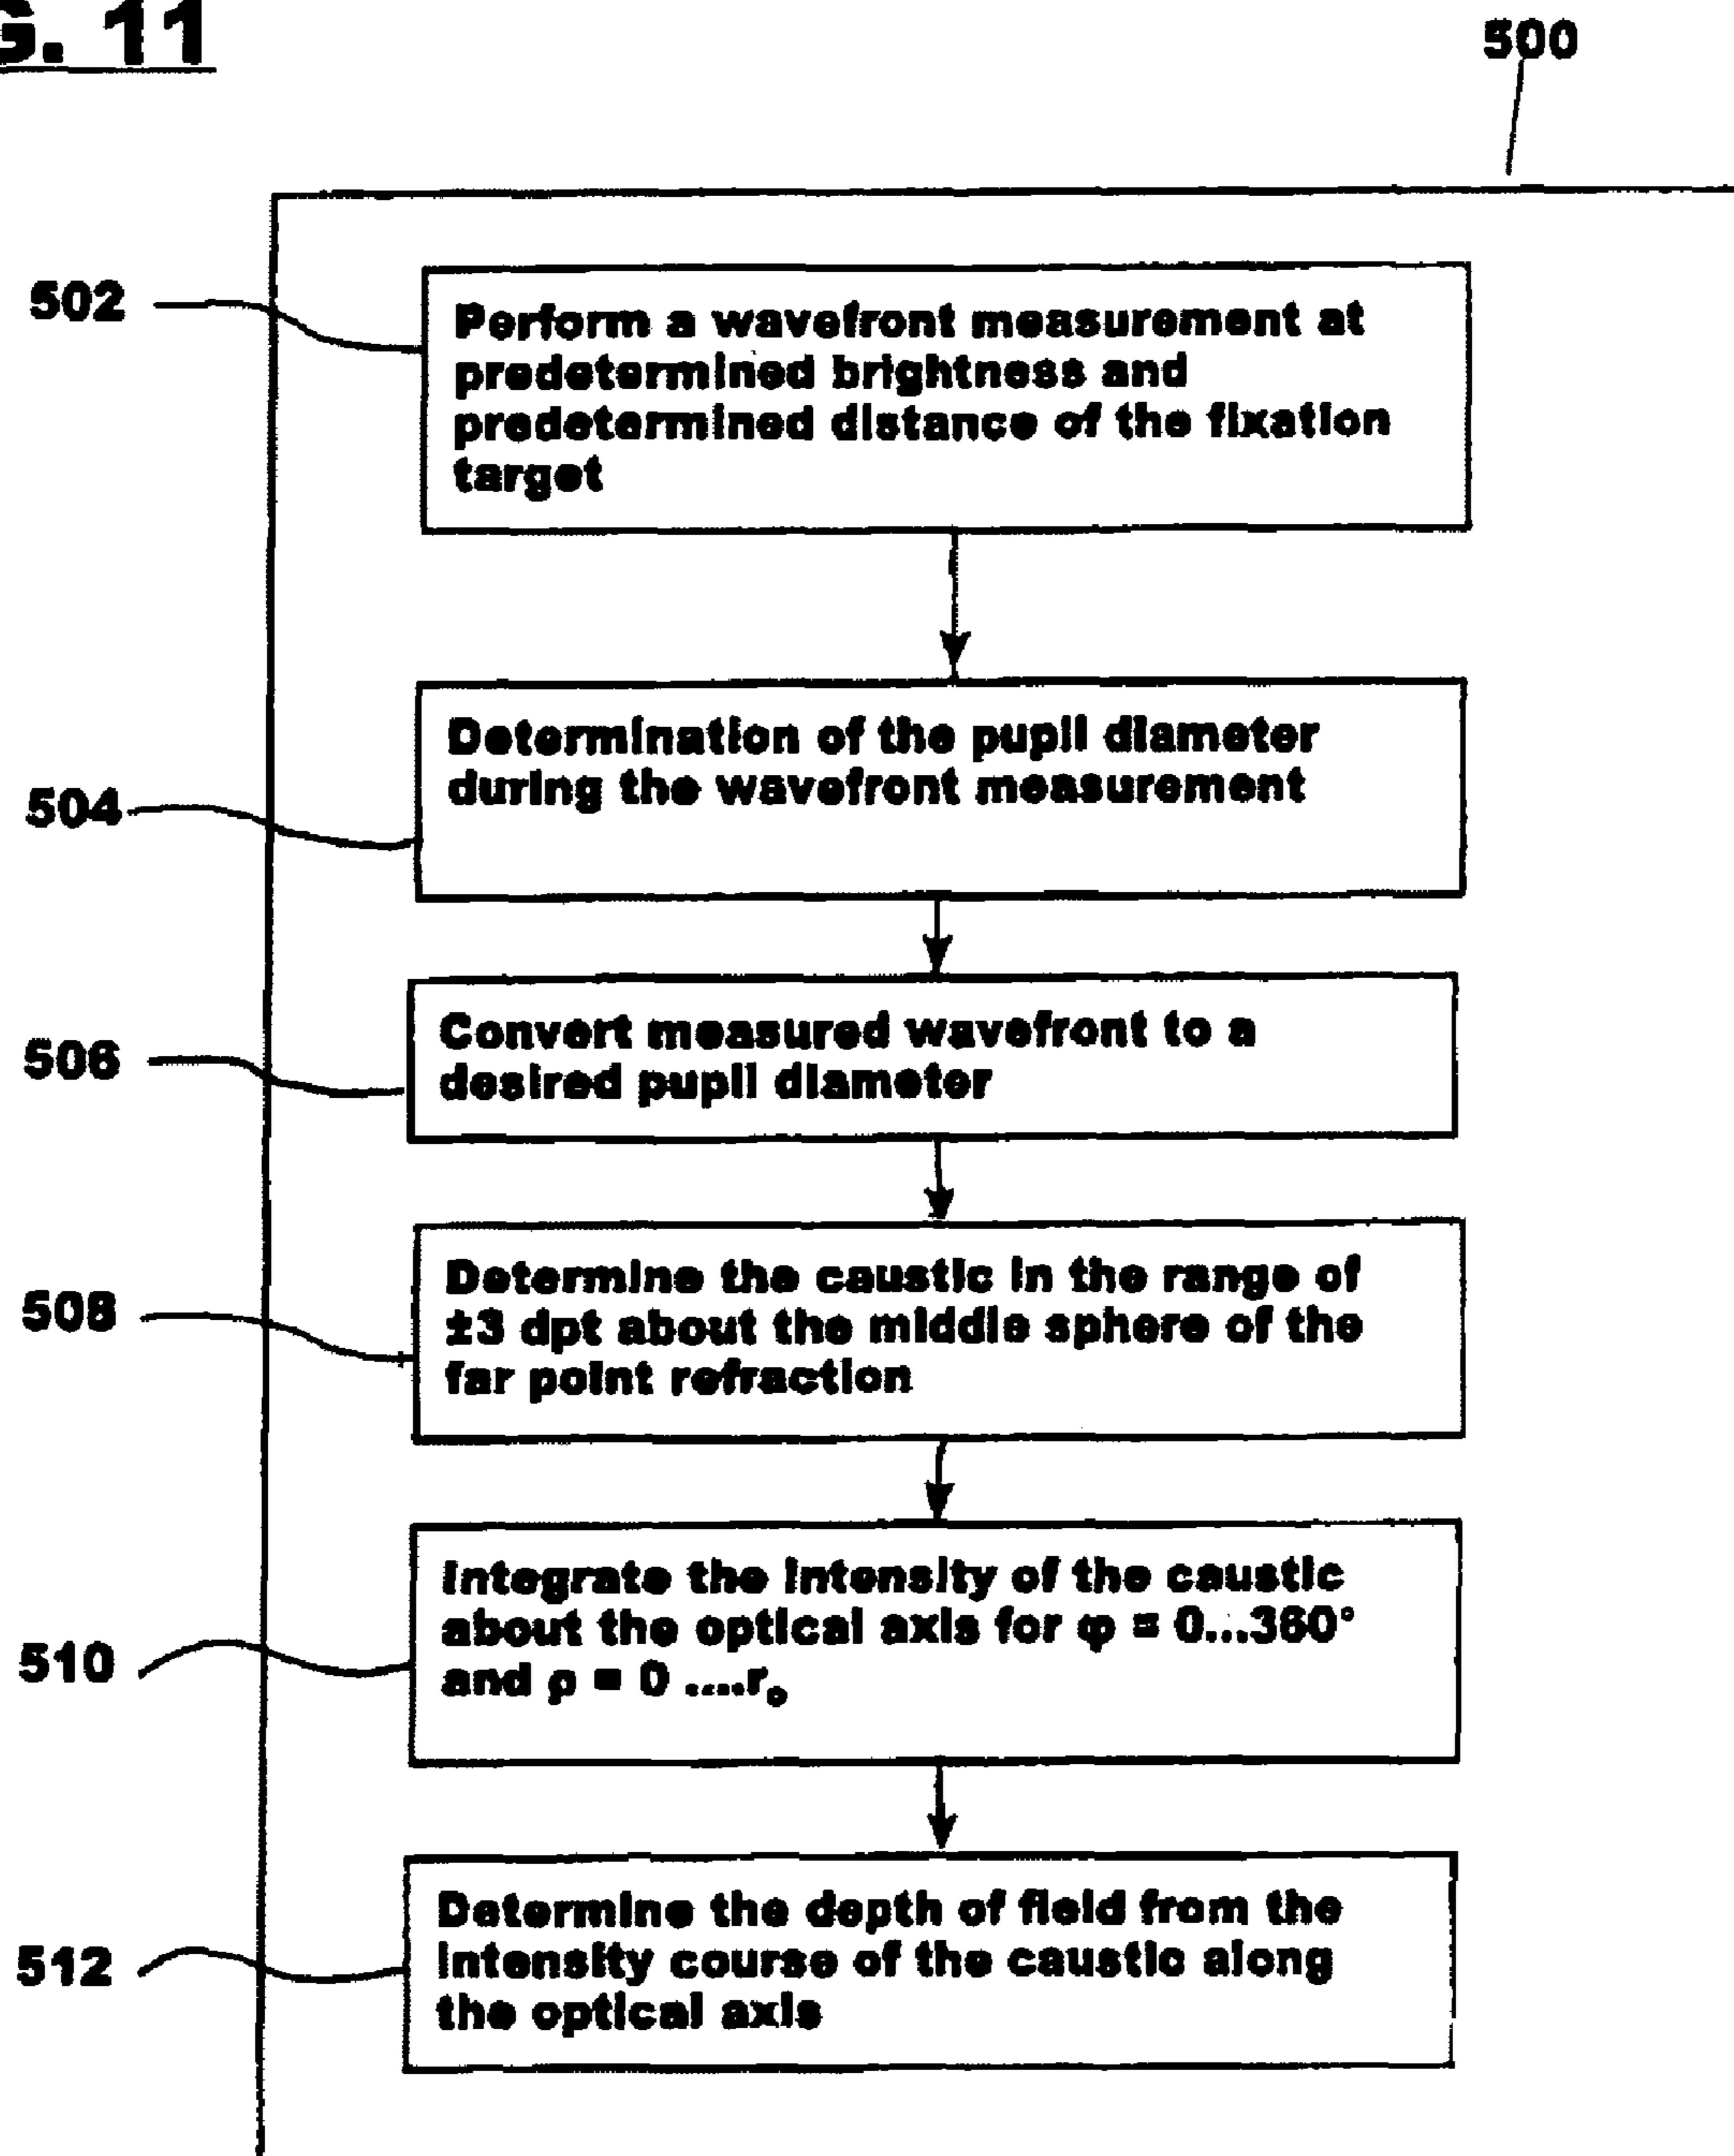 G. 11
500
502
Perform a wavefront measurement at
predetermined brightness and
predetermined distance of the fixation
target
504
Determination of the pupil diameter
during the wavefront measurement
506
Convert measured wavefront to a
desired pupil diameter
508
Determine the caustic in the range of
±3 dpt about the middle sphere of the
far point refraction
510
Integrate the intensity of the caustic
about the optical axis for φ = 0...360°
and ρ = 0 ....r₀
512
Determine the depth of field from the
intensity course of the caustic along
the optical axis